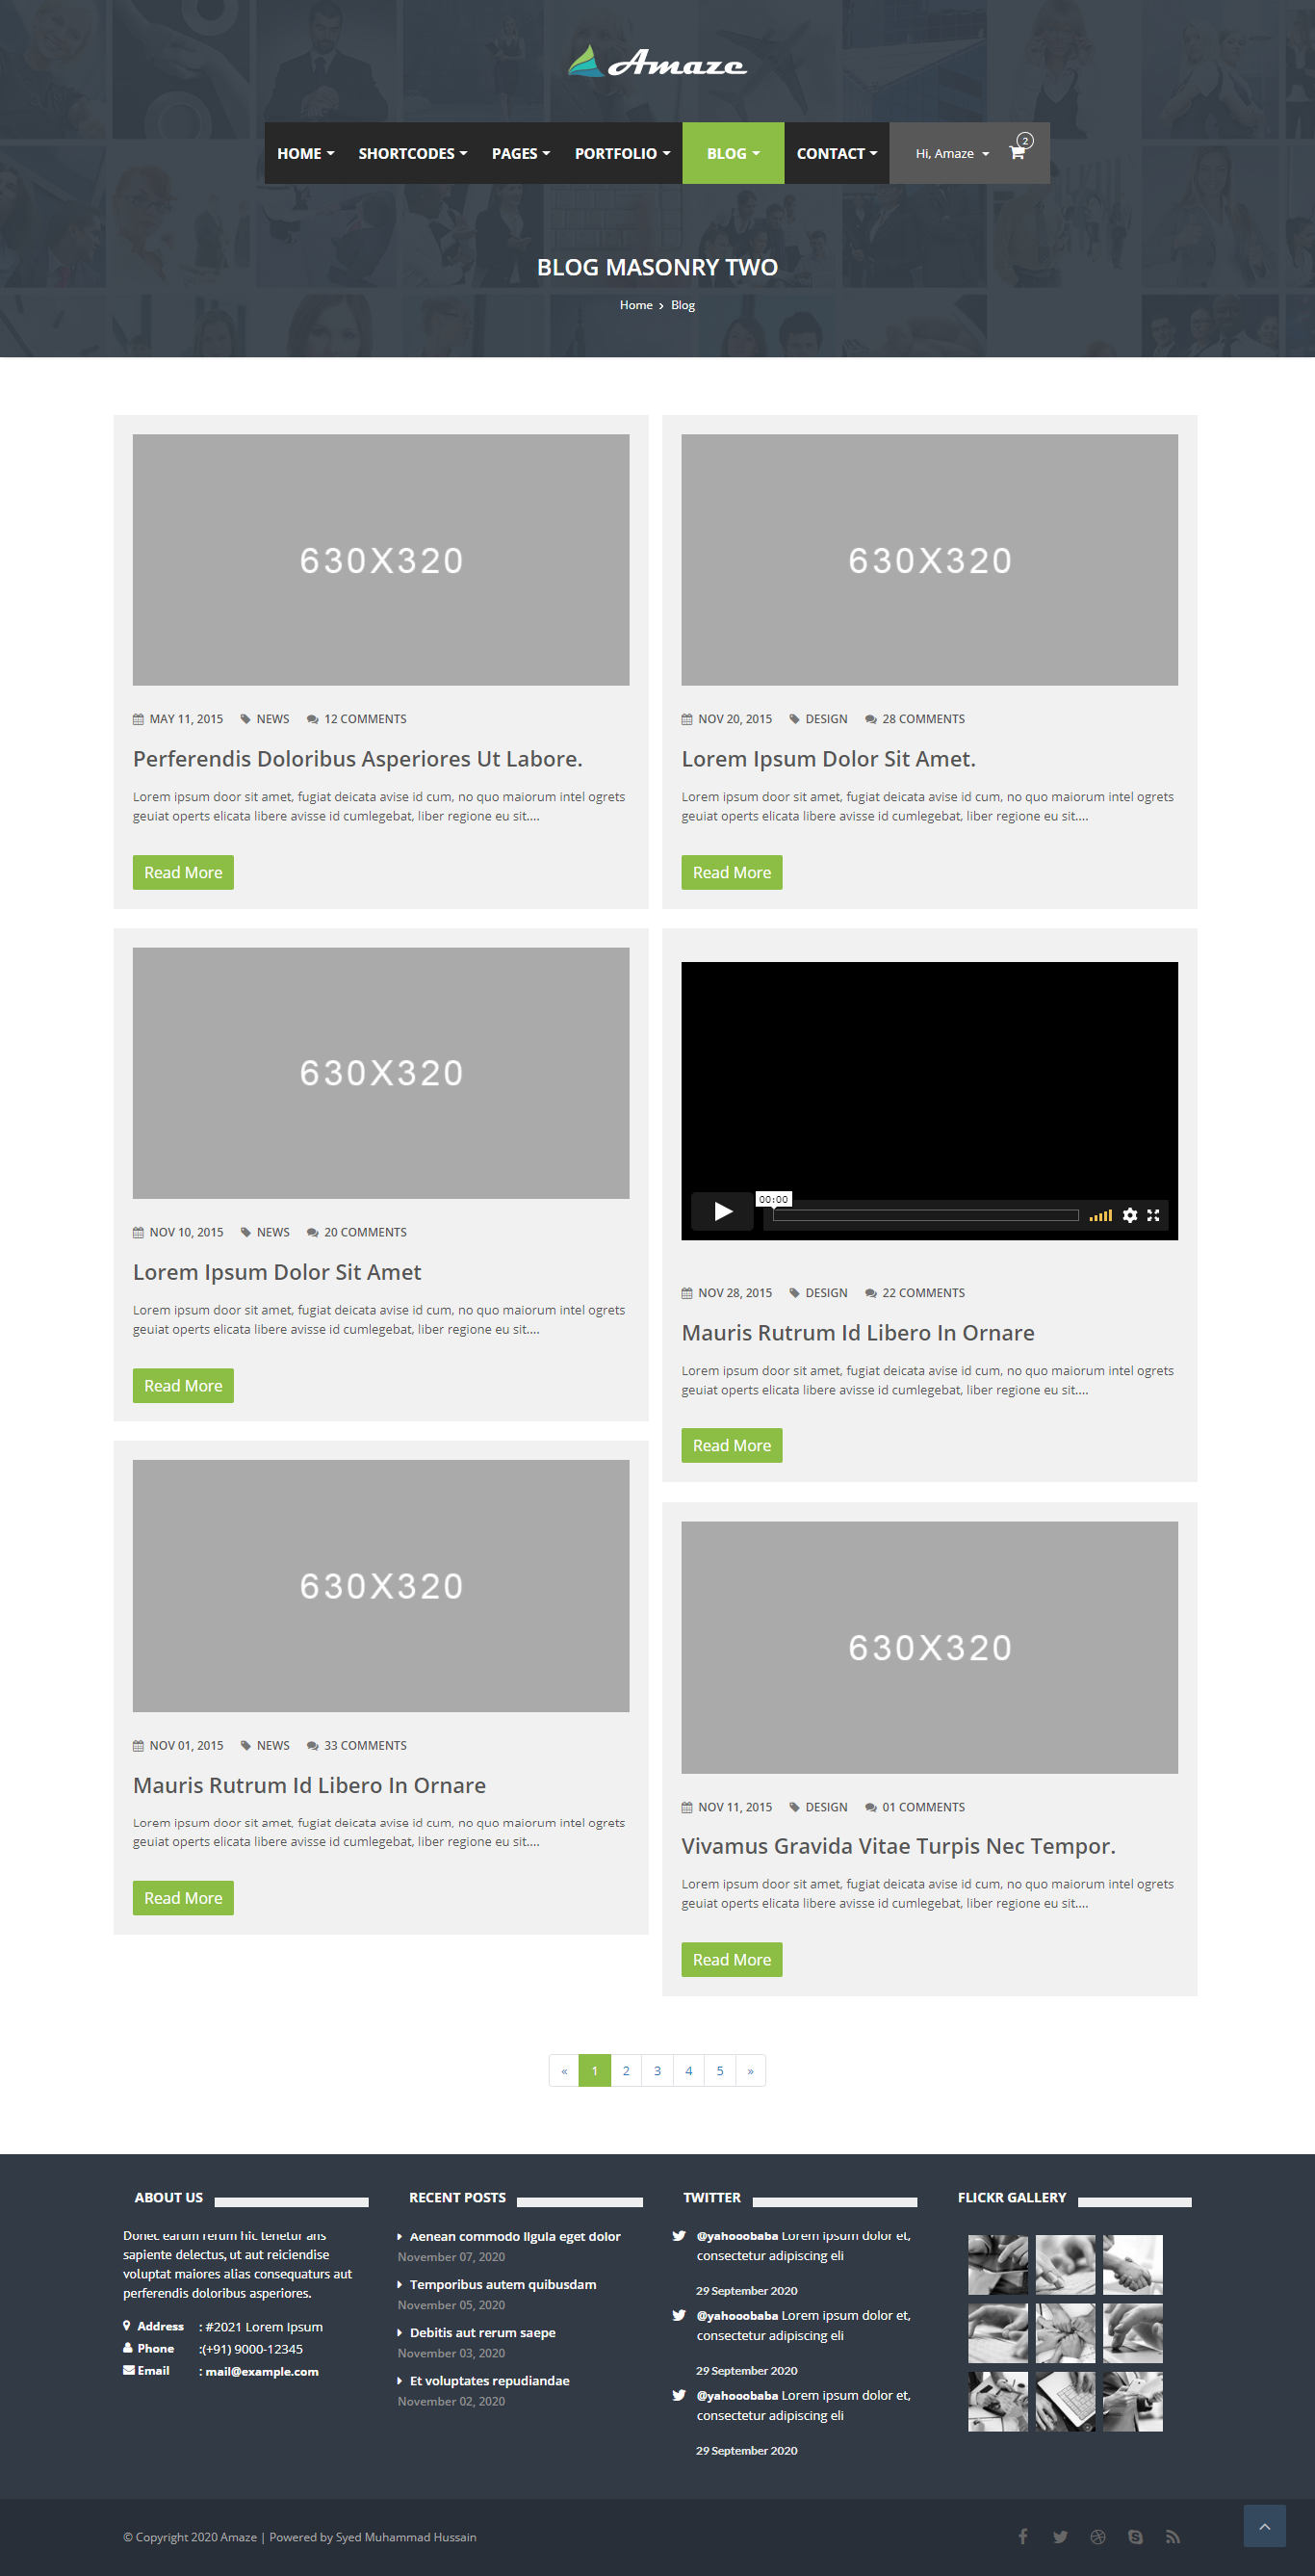 Amaze
HOME SHORTCODES PAGES PORTFOLIO BLOG CONTACT Hi, Amaze 2
BLOG MASONRY TWO
Home › Blog
630X320
MAY 11, 2015 NEWS 12 COMMENTS
Perferendis Doloribus Asperiores Ut Labore.
Lorem ipsum door sit amet, fugiat deicata avise id cum, no quo maiorum intel ogrets
geuiat operts elicata libere avisse id cumlegebat, liber regione eu sit....
Read More
630X320
NOV 20, 2015 DESIGN 28 COMMENTS
Lorem Ipsum Dolor Sit Amet.
Lorem ipsum door sit amet, fugiat deicata avise id cum, no quo maiorum intel ogrets
geuiat operts elicata libere avisse id cumlegebat, liber regione eu sit....
Read More
630X320
NOV 10, 2015 NEWS 20 COMMENTS
Lorem Ipsum Dolor Sit Amet
Lorem ipsum door sit amet, fugiat deicata avise id cum, no quo maiorum intel ogrets
geuiat operts elicata libere avisse id cumlegebat, liber regione eu sit....
Read More
00:00
NOV 28, 2015 DESIGN 22 COMMENTS
Mauris Rutrum Id Libero In Ornare
Lorem ipsum door sit amet, fugiat deicata avise id cum, no quo maiorum intel ogrets
geuiat operts elicata libere avisse id cumlegebat, liber regione eu sit....
Read More
630X320
NOV 01, 2015 NEWS 33 COMMENTS
Mauris Rutrum Id Libero In Ornare
Lorem ipsum door sit amet, fugiat deicata avise id cum, no quo maiorum intel ogrets
geuiat operts elicata libere avisse id cumlegebat, liber regione eu sit....
Read More
630X320
NOV 11, 2015 DESIGN 01 COMMENTS
Vivamus Gravida Vitae Turpis Nec Tempor.
Lorem ipsum door sit amet, fugiat deicata avise id cum, no quo maiorum intel ogrets
geuiat operts elicata libere avisse id cumlegebat, liber regione eu sit....
Read More
« 1 2 3 4 5 »
ABOUT US
Donec earum rerum hic tenetur ans
sapiente delectus, ut aut reiciendise
voluptat maiores alias consequaturs aut
perferendis doloribus asperiores.
Address : #2021 Lorem Ipsum
Phone :(+91) 9000-12345
Email : mail@example.com
RECENT POSTS
Aenean commodo ligula eget dolor
November 07, 2020
Temporibus autem quibusdam
November 05, 2020
Debitis aut rerum saepe
November 03, 2020
Et voluptates repudiandae
November 02, 2020
TWITTER
@yahooobaba Lorem ipsum dolor et,
consectetur adipiscing eli
29 September 2020
@yahooobaba Lorem ipsum dolor et,
consectetur adipiscing eli
29 September 2020
@yahooobaba Lorem ipsum dolor et,
consectetur adipiscing eli
29 September 2020
FLICKR GALLERY
© Copyright 2020 Amaze | Powered by Syed Muhammad Hussain